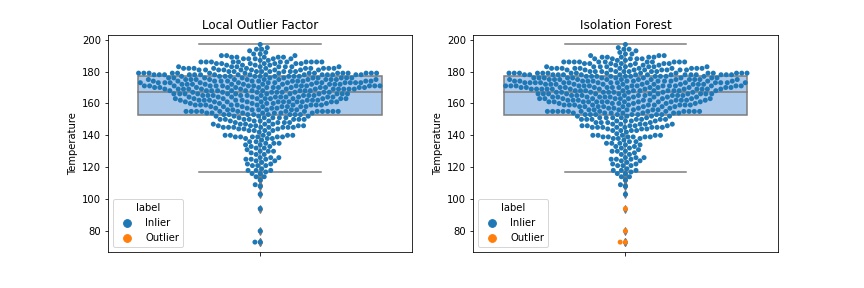 Local Outlier Factor
200
180
160
140
120
100
80
Temperature
label
Inlier
Outlier
Isolation Forest
200
180
160
140
120
100
80
Temperature
label
Inlier
Outlier